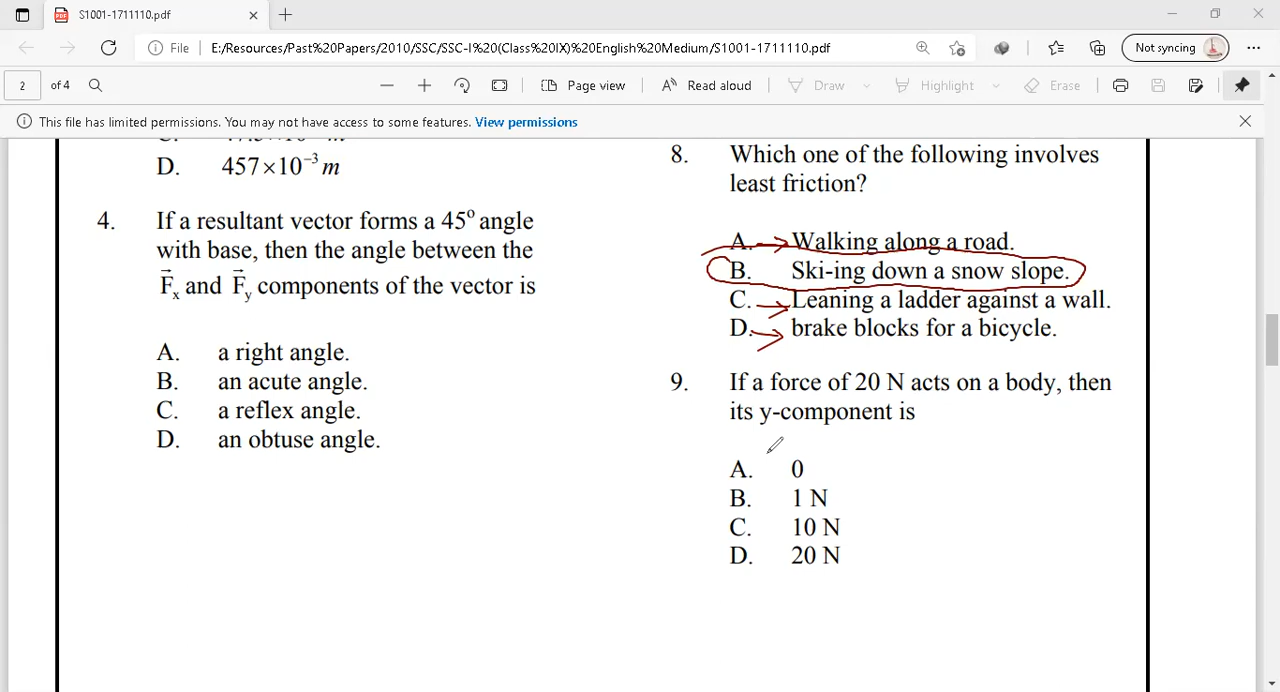 S1001-1711110.pdf
File E:/Resources/Past%20Papers/2010/SSC/SSC-I%20(Class%20IX)%20English%20Medium/S1001-1711110.pdf
Not syncing
2 of 4
Page view
Read aloud
Draw
Highlight
Erase
This file has limited permissions. You may not have access to some features. View permissions
D. 457×10⁻³ m
4. If a resultant vector forms a 45º angle
with base, then the angle between the
F⃗ₓ and F⃗ᵧ components of the vector is
A. a right angle.
B. an acute angle.
C. a reflex angle.
D. an obtuse angle.
8. Which one of the following involves
least friction?
A. Walking along a road.
B. Ski-ing down a snow slope.
C. Leaning a ladder against a wall.
D. brake blocks for a bicycle.
9. If a force of 20 N acts on a body, then
its y-component is
A. 0
B. 1 N
C. 10 N
D. 20 N